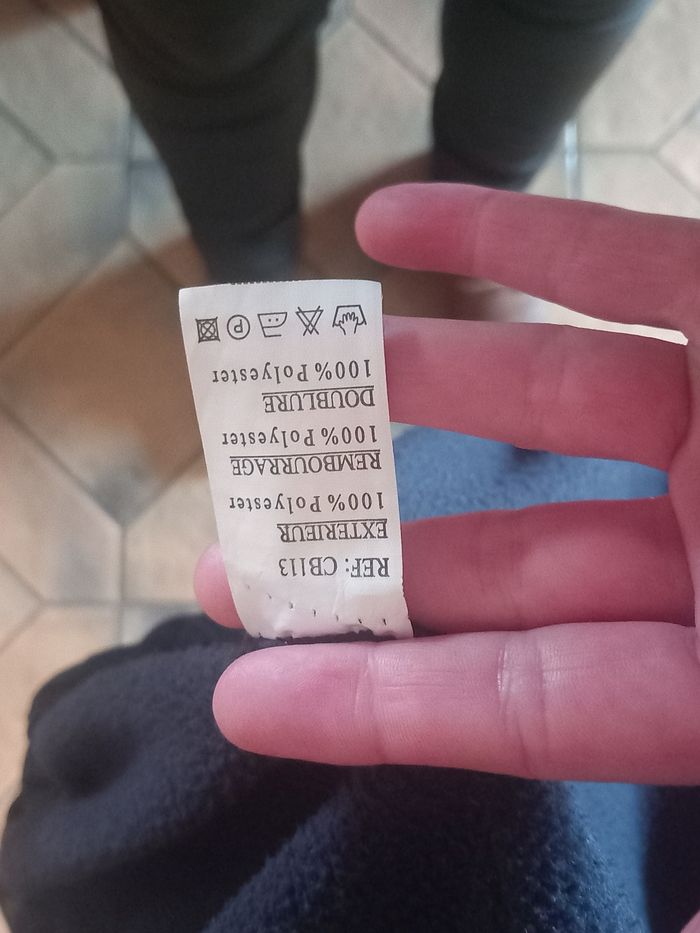 REF: CB113
EXTERIEUR
100% Polyester
REMBOURRAGE
100% Polyester
DOUBLURE
100% Polyester
P